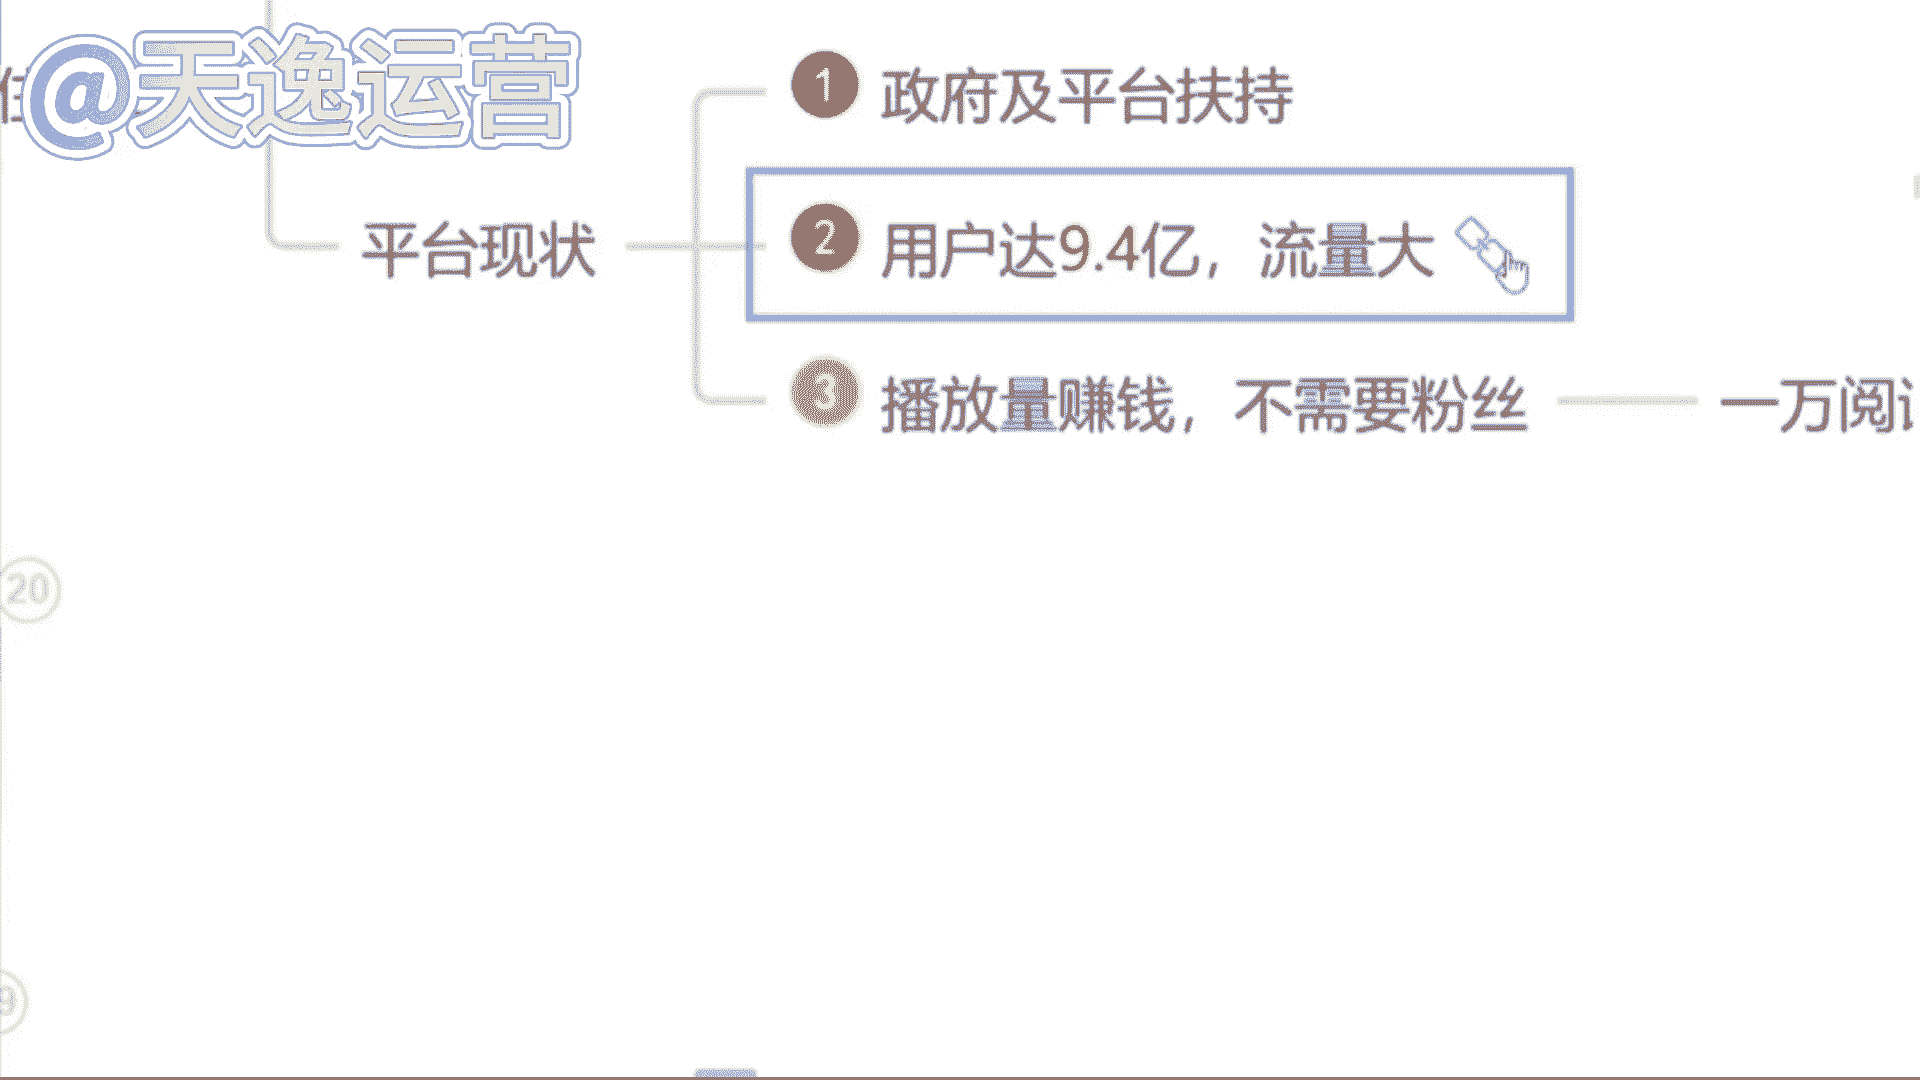 @天逸运营
1 政府及平台扶持
平台现状
2 用户达9.4亿，流量大
3 播放量赚钱，不需要粉丝
一万阅
20
9